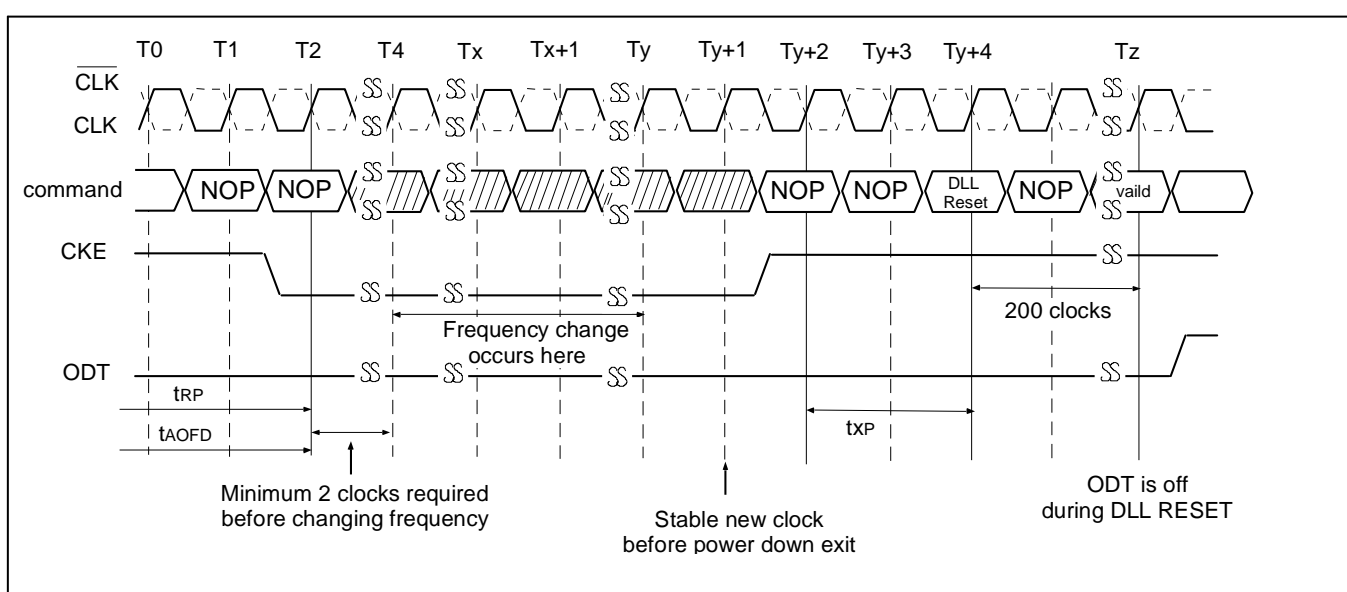 T0 T1 T2 T4 Tx Tx+1 Ty Ty+1 Ty+2 Ty+3 Ty+4 Tz
CLK
CLK
command
NOP NOP NOP NOP DLL Reset NOP vaild
CKE
200 clocks
Frequency change
occurs here
ODT
tRP
tAOFD
txP
Minimum 2 clocks required
before changing frequency
Stable new clock
before power down exit
ODT is off
during DLL RESET